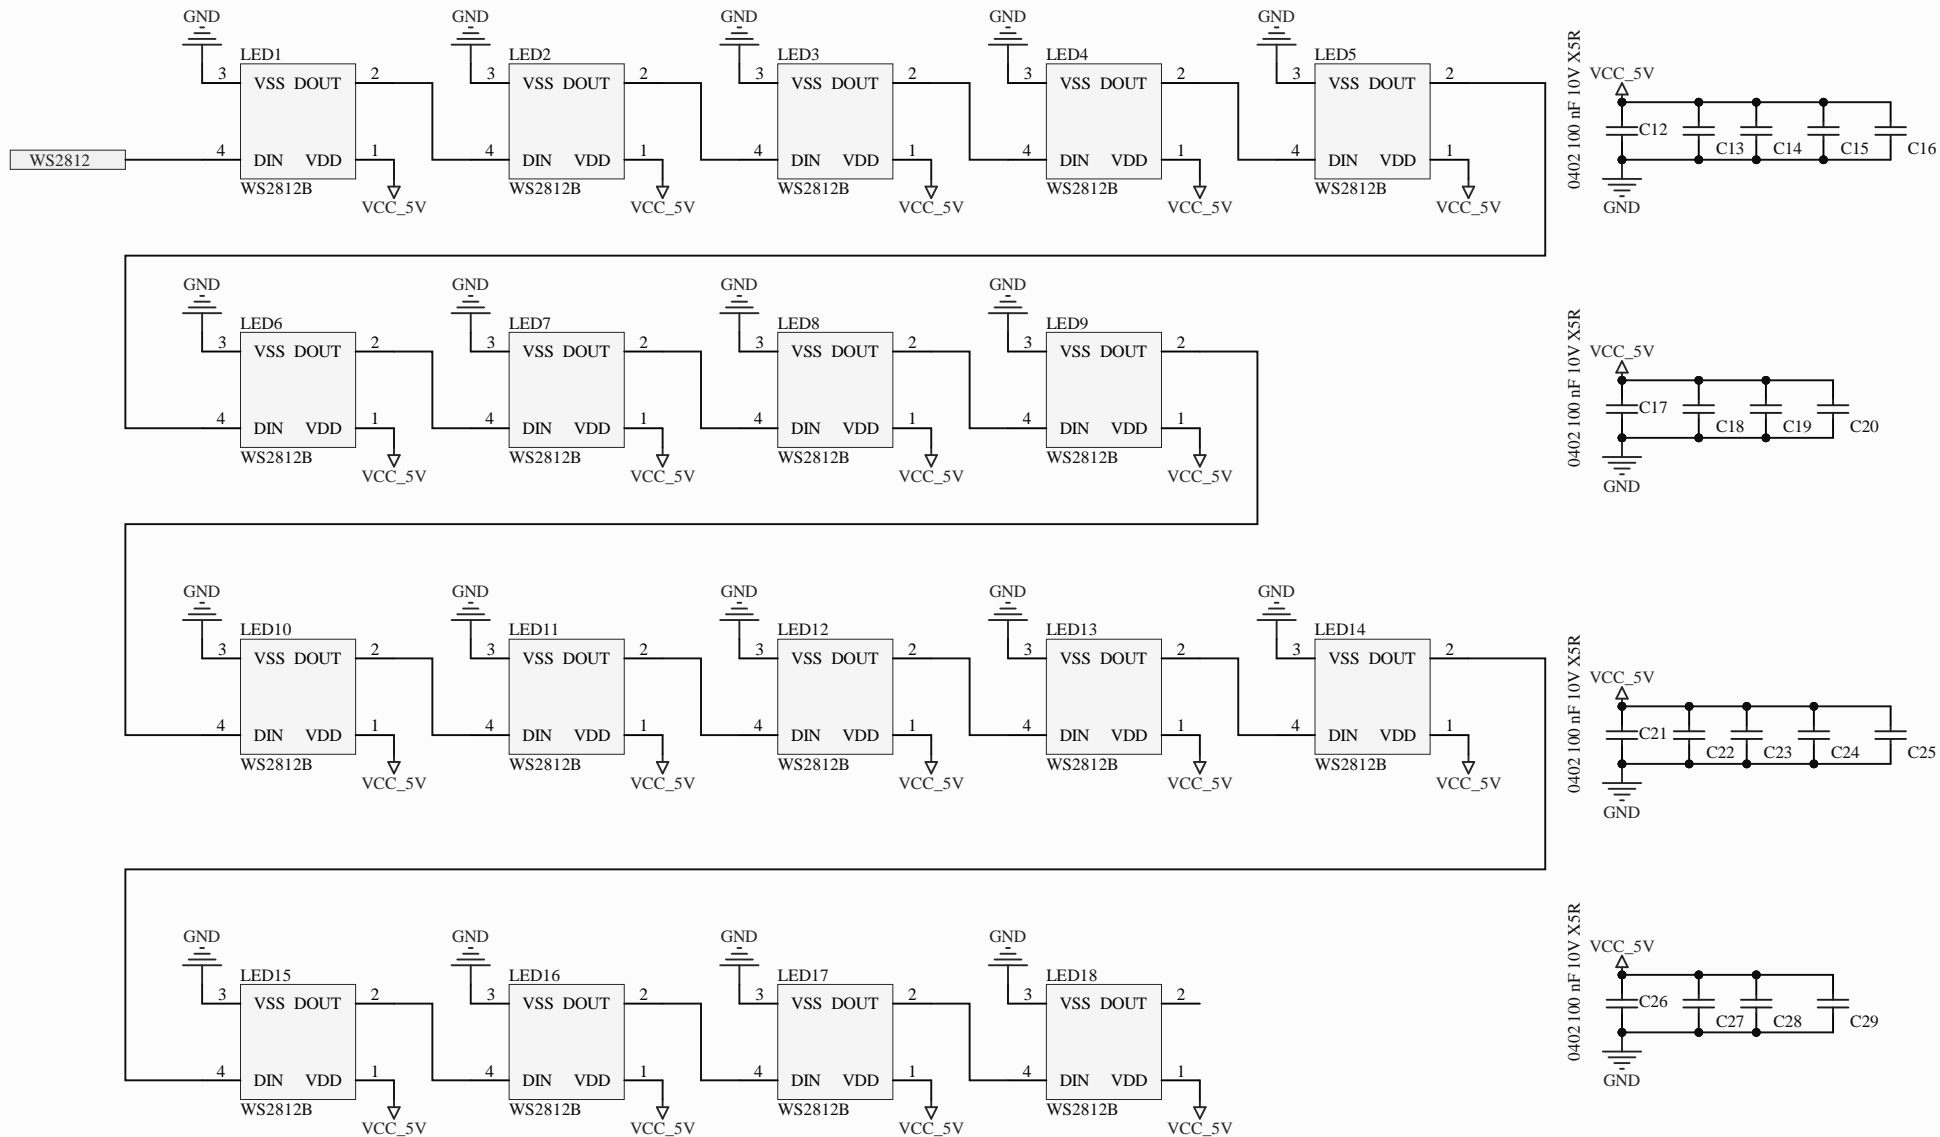 GND GND GND GND GND
LED1 LED2 LED3 LED4 LED5
3 VSS DOUT 2 3 VSS DOUT 2 3 VSS DOUT 2 3 VSS DOUT 2 3 VSS DOUT 2
WS2812 4 DIN VDD 1 4 DIN VDD 1 4 DIN VDD 1 4 DIN VDD 1 4 DIN VDD 1
WS2812B WS2812B WS2812B WS2812B WS2812B
VCC_5V VCC_5V VCC_5V VCC_5V VCC_5V
0402 100 nF 10V X5R
VCC_5V
C12 C13 C14 C15 C16
GND
GND GND GND GND
LED6 LED7 LED8 LED9
3 VSS DOUT 2 3 VSS DOUT 2 3 VSS DOUT 2 3 VSS DOUT 2
4 DIN VDD 1 4 DIN VDD 1 4 DIN VDD 1 4 DIN VDD 1
WS2812B WS2812B WS2812B WS2812B
VCC_5V VCC_5V VCC_5V VCC_5V
0402 100 nF 10V X5R
VCC_5V
C17 C18 C19 C20
GND
GND GND GND GND GND
LED10 LED11 LED12 LED13 LED14
3 VSS DOUT 2 3 VSS DOUT 2 3 VSS DOUT 2 3 VSS DOUT 2 3 VSS DOUT 2
4 DIN VDD 1 4 DIN VDD 1 4 DIN VDD 1 4 DIN VDD 1 4 DIN VDD 1
WS2812B WS2812B WS2812B WS2812B WS2812B
VCC_5V VCC_5V VCC_5V VCC_5V VCC_5V
0402 100 nF 10V X5R
VCC_5V
C21 C22 C23 C24 C25
GND
GND GND GND GND
LED15 LED16 LED17 LED18
3 VSS DOUT 2 3 VSS DOUT 2 3 VSS DOUT 2 3 VSS DOUT 2
4 DIN VDD 1 4 DIN VDD 1 4 DIN VDD 1 4 DIN VDD 1
WS2812B WS2812B WS2812B WS2812B
VCC_5V VCC_5V VCC_5V VCC_5V
0402 100 nF 10V X5R
VCC_5V
C26 C27 C28 C29
GND